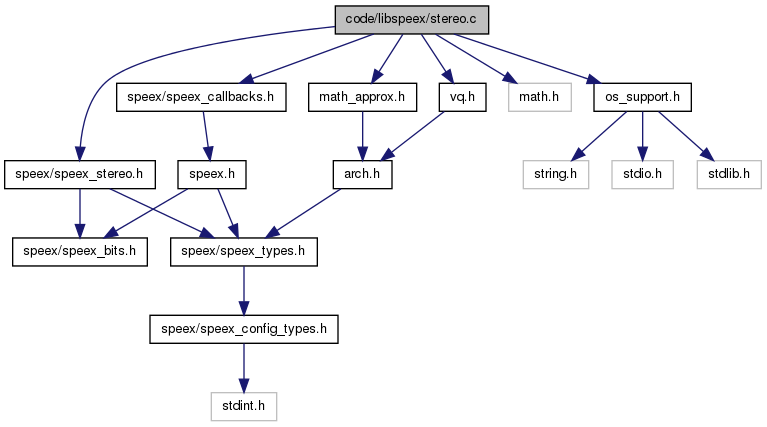 code/libspeex/stereo.c
speex/speex_callbacks.h
math_approx.h
vq.h
math.h
os_support.h
speex/speex_stereo.h
speex.h
arch.h
string.h
stdio.h
stdlib.h
speex/speex_bits.h
speex/speex_types.h
speex/speex_config_types.h
stdint.h